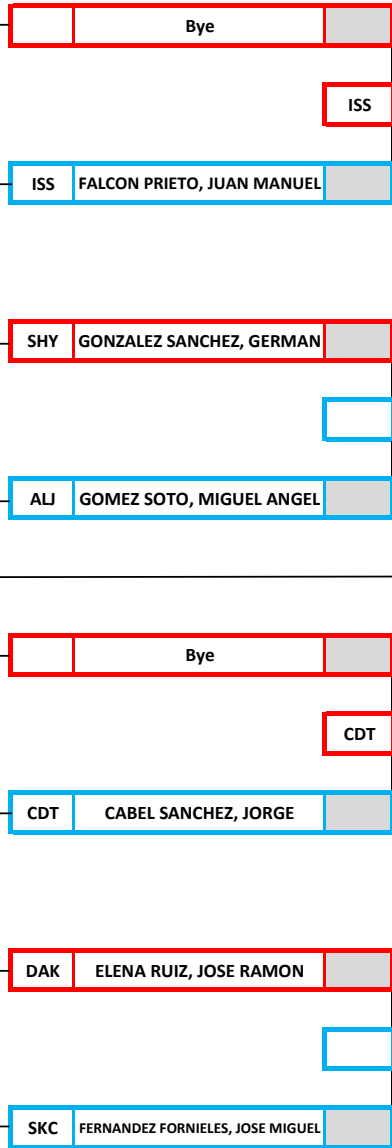 Bye
ISS
ISS FALCON PRIETO, JUAN MANUEL
SHY GONZALEZ SANCHEZ, GERMAN
ALJ GOMEZ SOTO, MIGUEL ANGEL
Bye
CDT
CDT CABEL SANCHEZ, JORGE
DAK ELENA RUIZ, JOSE RAMON
SKC FERNANDEZ FORNIELES, JOSE MIGUEL